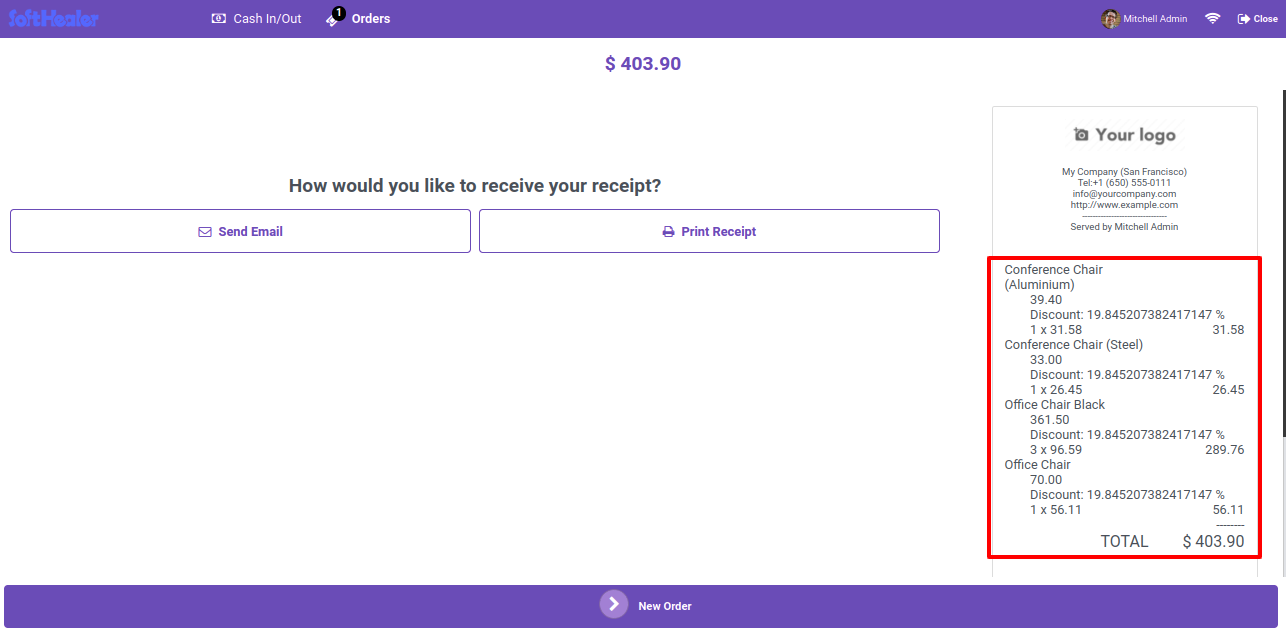 SoftHealer
Cash In/Out
1
Orders
Mitchell Admin
Close
$ 403.90
How would you like to receive your receipt?
Send Email
Print Receipt
Your logo
My Company (San Francisco)
Tel:+1 (650) 555-0111
info@yourcompany.com
http://www.example.com
--------------------------------
Served by Mitchell Admin
Conference Chair
(Aluminium)
39.40
Discount: 19.845207382417147 %
1 x 31.58 31.58
Conference Chair (Steel)
33.00
Discount: 19.845207382417147 %
1 x 26.45 26.45
Office Chair Black
361.50
Discount: 19.845207382417147 %
3 x 96.59 289.76
Office Chair
70.00
Discount: 19.845207382417147 %
1 x 56.11 56.11
--------
TOTAL $ 403.90
New Order